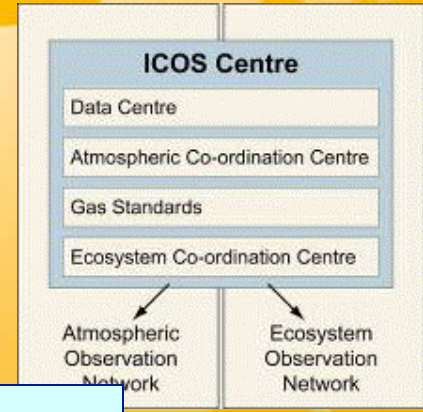 ICOS Centre
Data Centre
Atmospheric Co-ordination Centre
Gas Standards
Ecosystem Co-ordination Centre
Atmospheric
Observation
Network
Ecosystem
Observation
Network